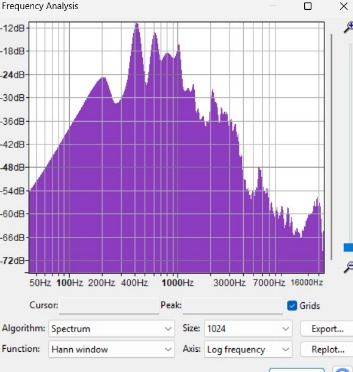 Frequency Analysis
-12dB
-18dB
-24dB
-30dB
-36dB
-42dB
-48dB
-54dB
-60dB
-66dB
-72dB
50Hz 100Hz 200Hz 400Hz 1000Hz 3000Hz 7000Hz 16000Hz
Cursor: Peak: Grids
Algorithm: Spectrum Size: 1024 Export...
Function: Hann window Axis: Log frequency Replot...